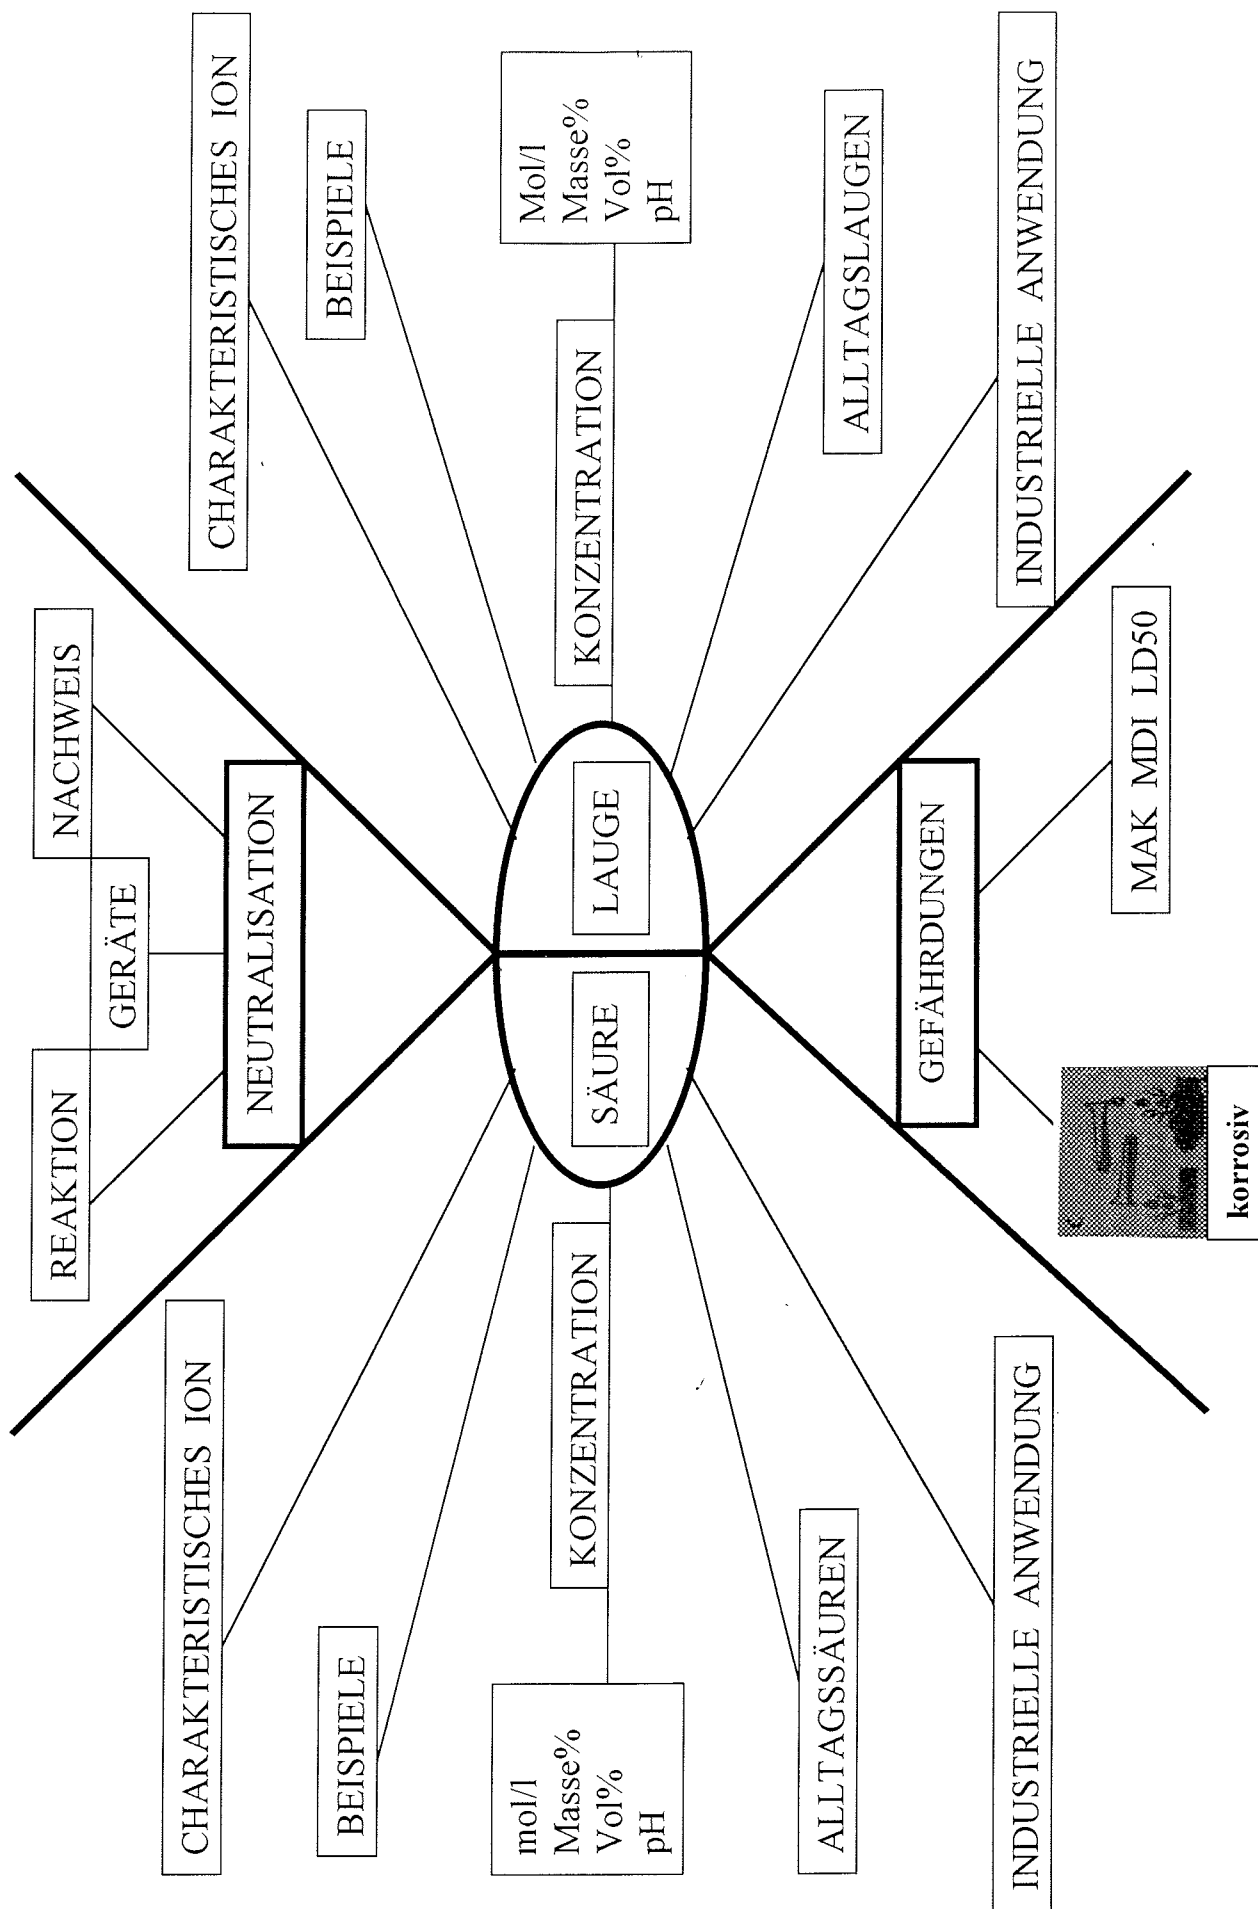 REAKTION
GERÄTE
NACHWEIS
NEUTRALISATION
CHARAKTERISTISCHES ION
CHARAKTERISTISCHES ION
BEISPIELE
BEISPIELE
mol/l
Masse%
Vol%
pH
KONZENTRATION
SÄURE
LAUGE
KONZENTRATION
Mol/l
Masse%
Vol%
pH
ALLTAGSSÄUREN
ALLTAGSLAUGEN
INDUSTRIELLE ANWENDUNG
INDUSTRIELLE ANWENDUNG
GEFÄHRDUNGEN
MAK MDI LD50
C
korrosiv